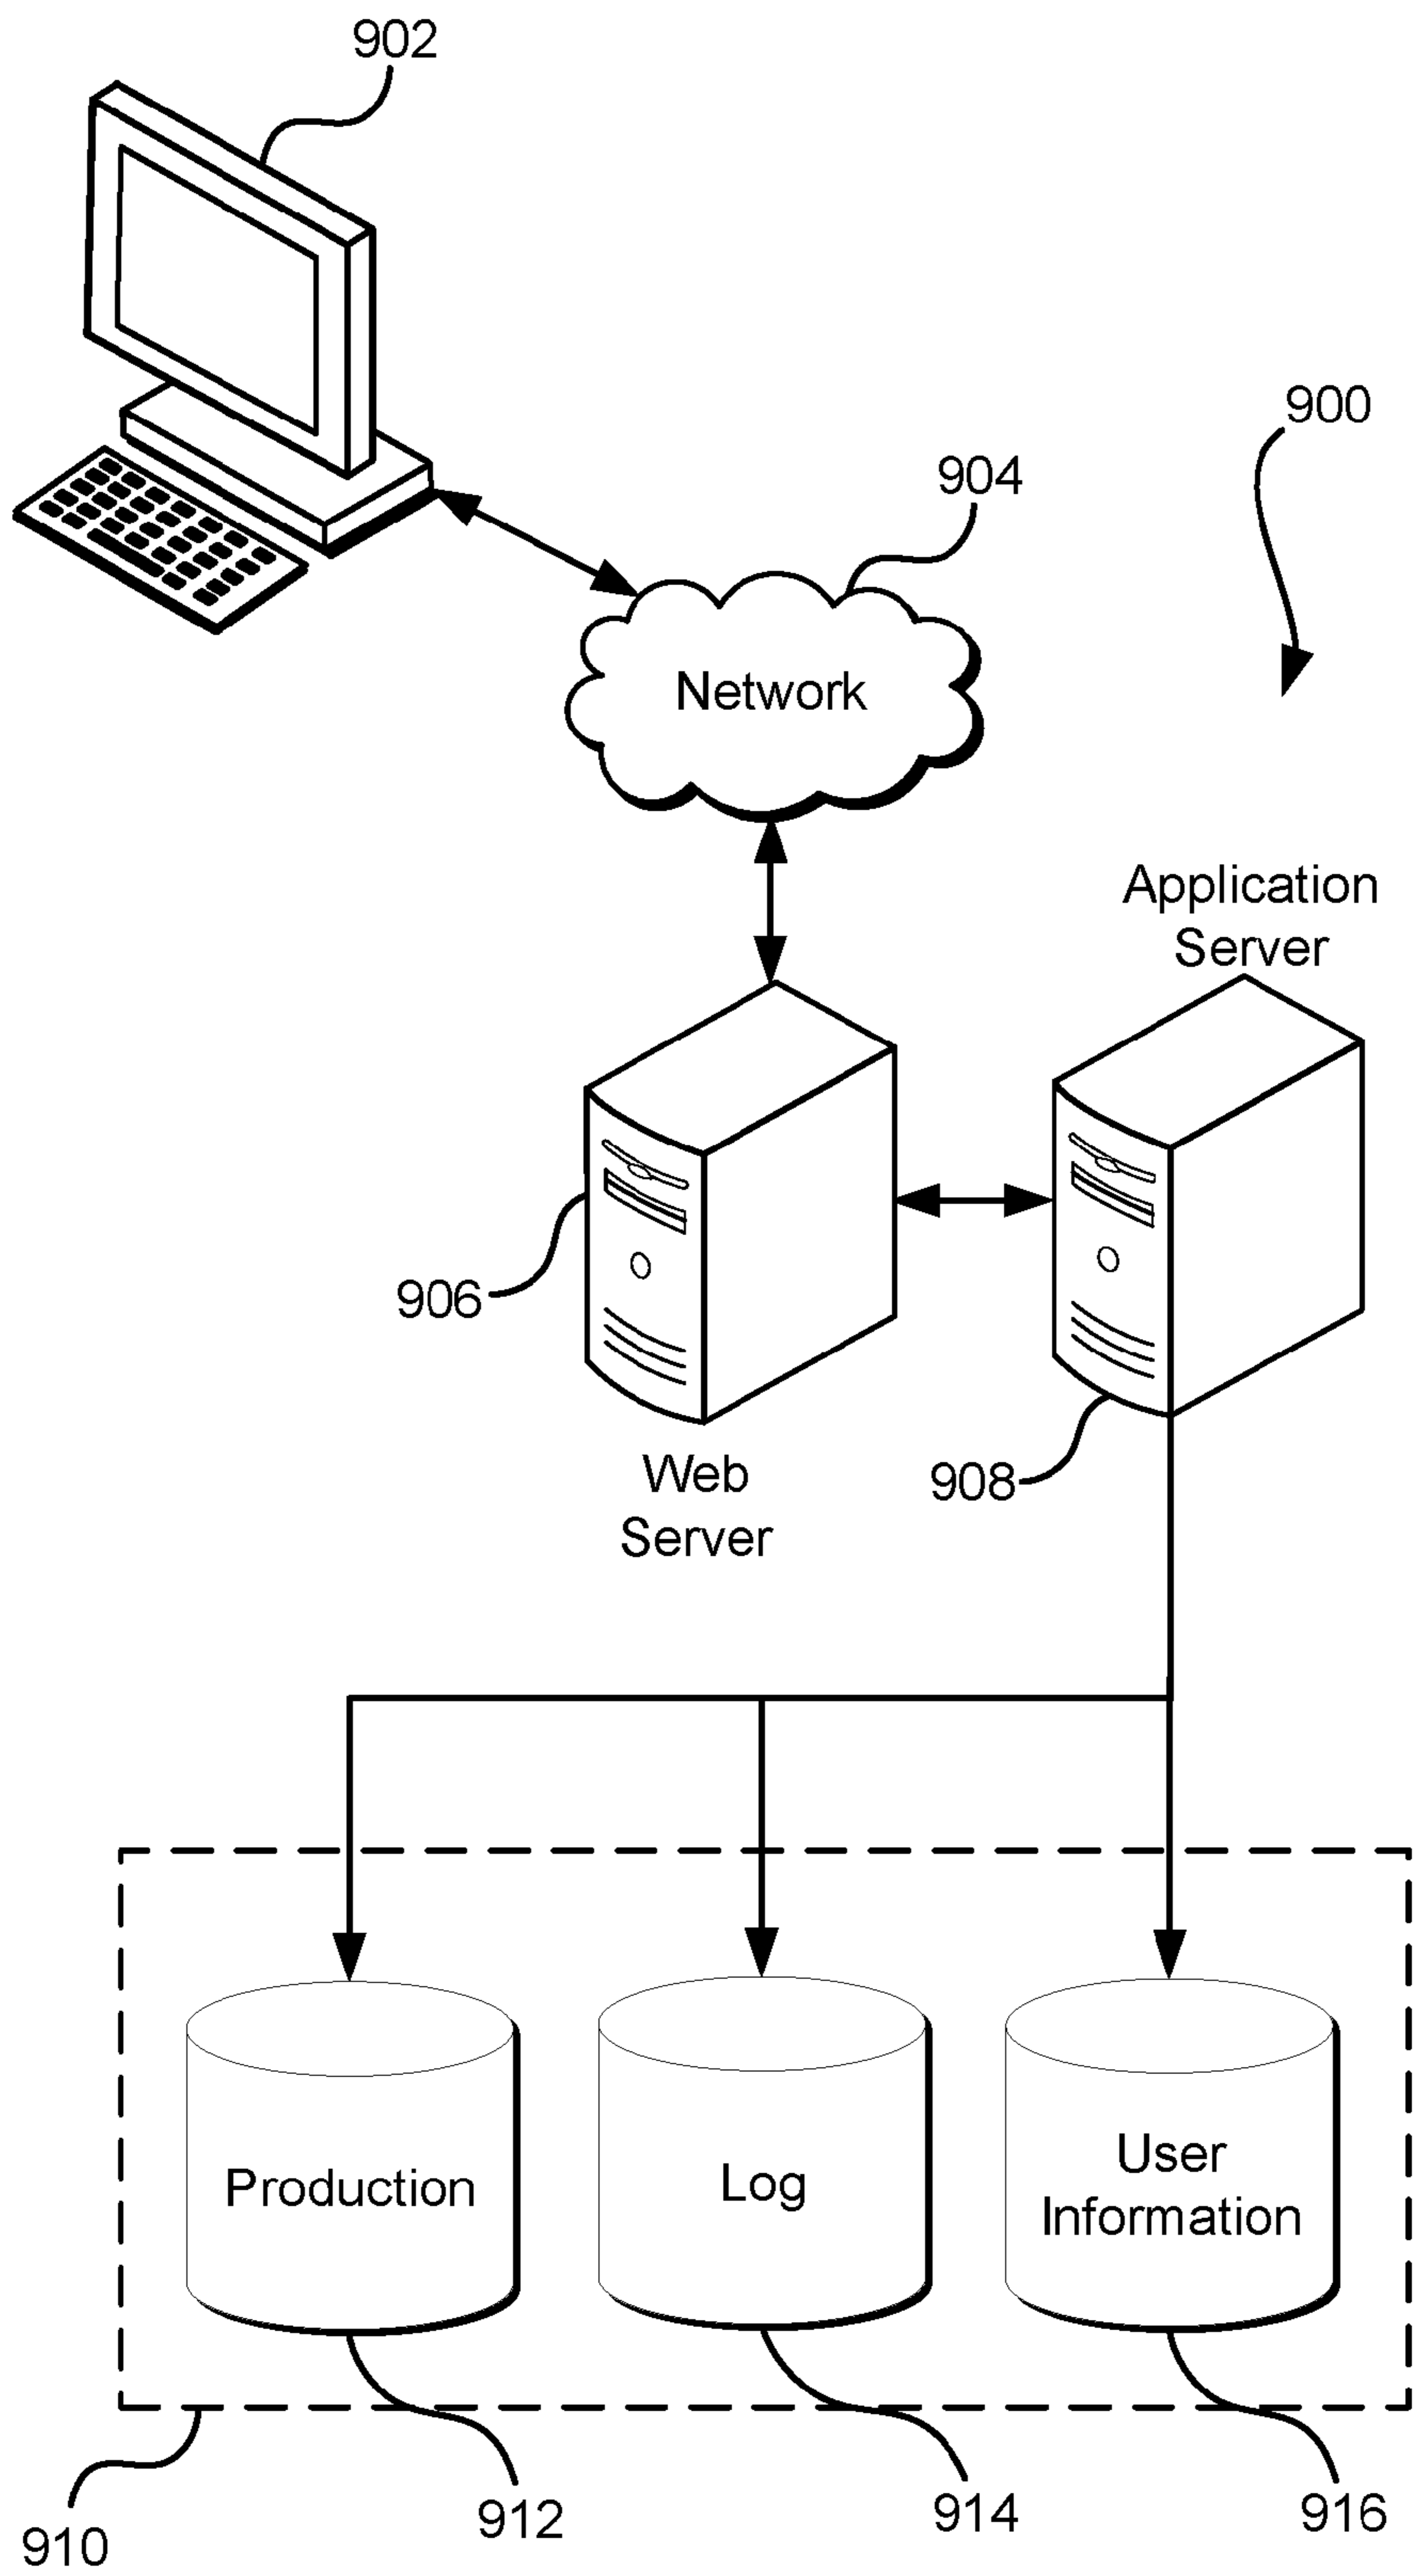 902
900
904
Network
Application
Server
906
Web
Server
908
Production
Log
User
Information
910
912
914
916